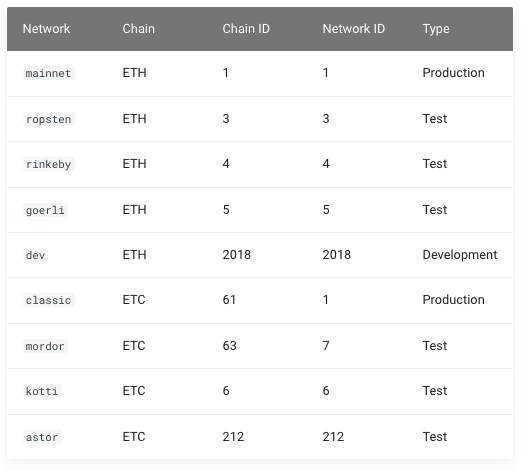 Network Chain Chain ID Network ID Type
mainnet ETH 1 1 Production
ropsten ETH 3 3 Test
rinkeby ETH 4 4 Test
goerli ETH 5 5 Test
dev ETH 2018 2018 Development
classic ETC 61 1 Production
mordor ETC 63 7 Test
kotti ETC 6 6 Test
astor ETC 212 212 Test